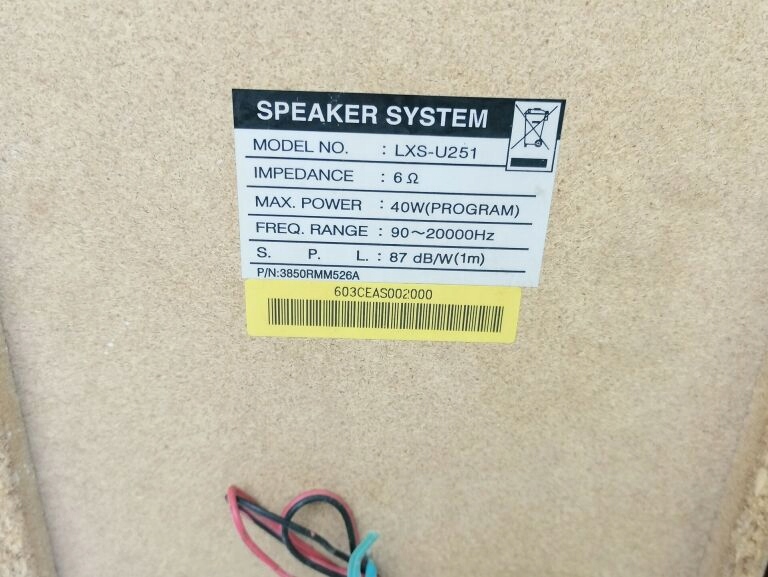 SPEAKER SYSTEM
MODEL NO. : LXS-U251
IMPEDANCE : 6 Ω
MAX. POWER : 40W(PROGRAM)
FREQ. RANGE : 90～20000Hz
S. P. L. : 87 dB/W(1m)
P/N:3850RMM526A
603CEAS002000